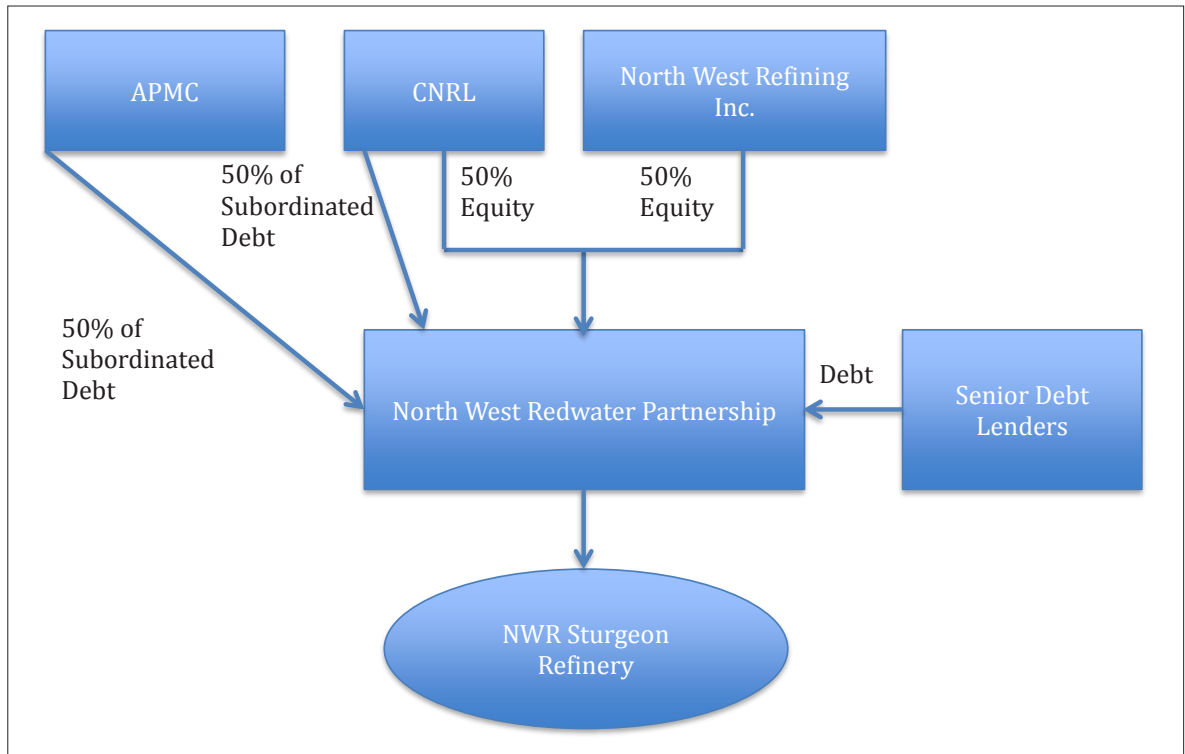 APMC
CNRL
North West Refining
Inc.
50% of
Subordinated
Debt
50%
Equity
50%
Equity
50% of
Subordinated
Debt
North West Redwater Partnership
Debt
Senior Debt
Lenders
NWR Sturgeon
Refinery